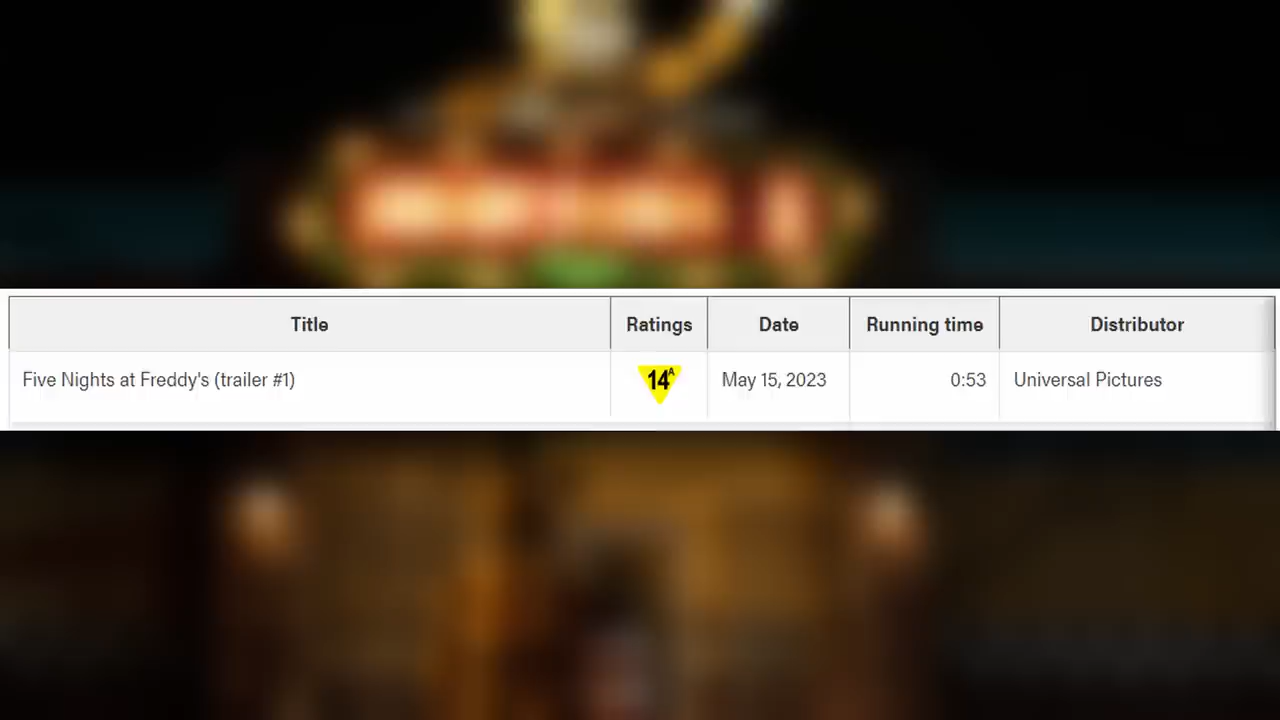 Title Ratings Date Running time Distributor
Five Nights at Freddy's (trailer #1) 14A May 15, 2023 0:53 Universal Pictures